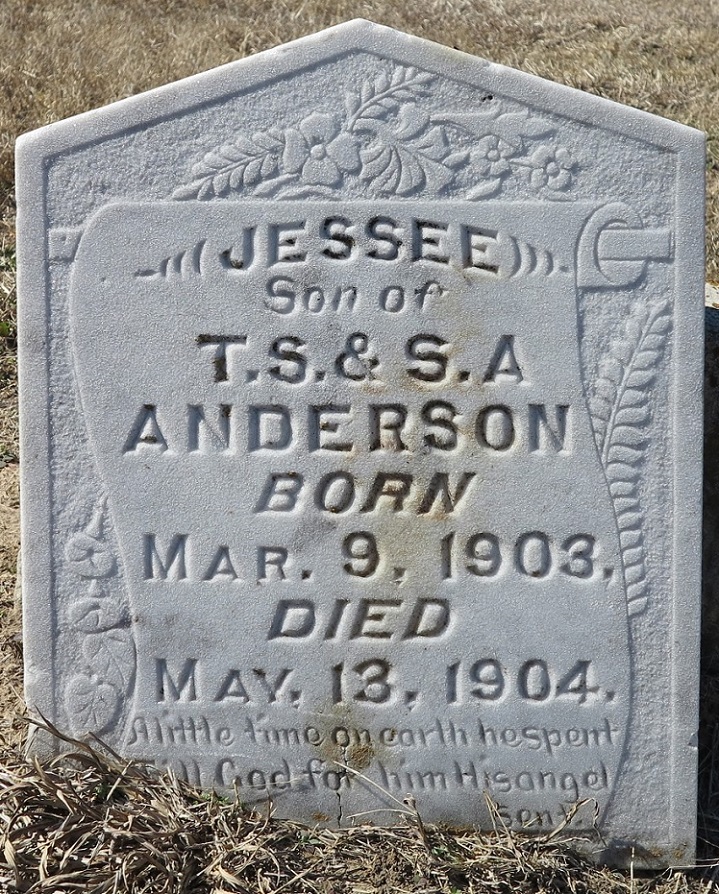 JESSEE
Son of
T.S. & S.A
ANDERSON
BORN
MAR. 9, 1903.
DIED
MAY. 13, 1904.
A little time on earth he spent
Till God for him His angel
sent.